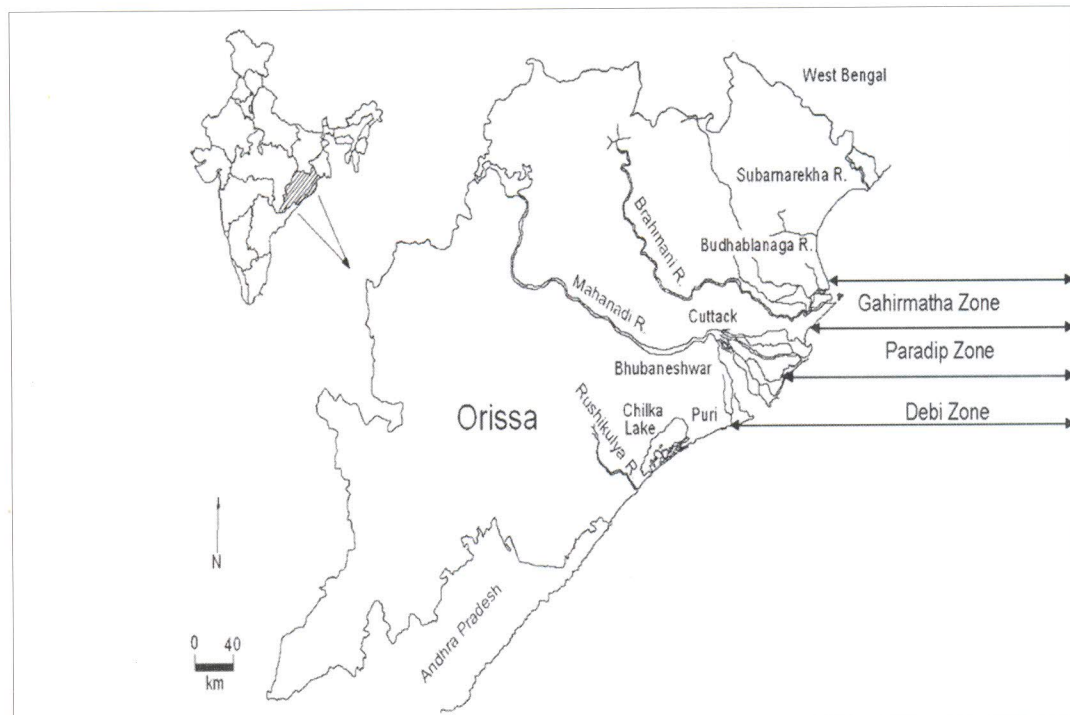 West Bengal
Subarnarekha R.
Budhablanaga R.
Brahmani R.
Mahanadi R.
Gahirmatha Zone
Cuttack
Paradip Zone
Bhubaneshwar
Debi Zone
Orissa
Chilka
Lake
Puri
Rushikulya R.
N
0 40
km
Andhra Pradesh